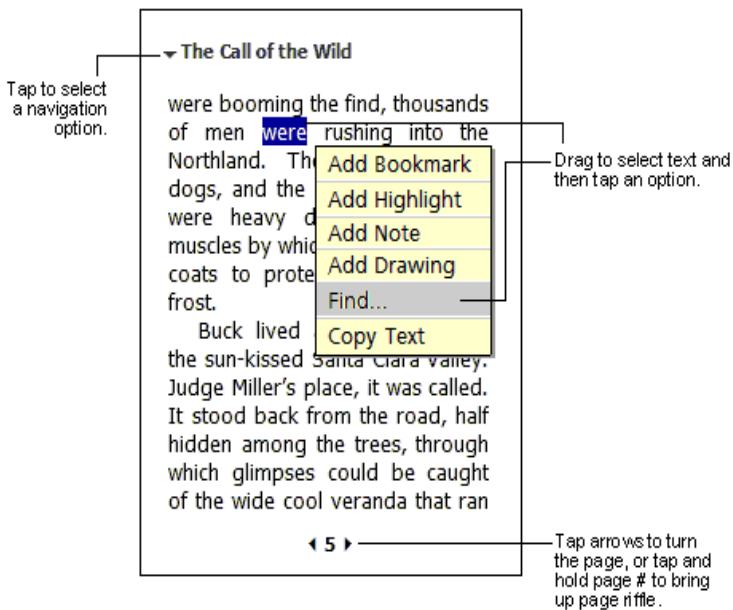 The Call of the Wild
Tap to select
a navigation
option.
were booming the find, thousands
of men were rushing into the
Northland. The
dogs, and the
were heavy d
muscles by whic
coats to prote
frost.
Add Bookmark
Add Highlight
Add Note
Add Drawing
Find...
Copy Text
Drag to select text and
then tap an option.
Buck lived
the sun-kissed Santa Clara valley.
Judge Miller's place, it was called.
It stood back from the road, half
hidden among the trees, through
which glimpses could be caught
of the wide cool veranda that ran
5
Tap arrows to turn
the page, or tap and
hold page # to bring
up page riffle.